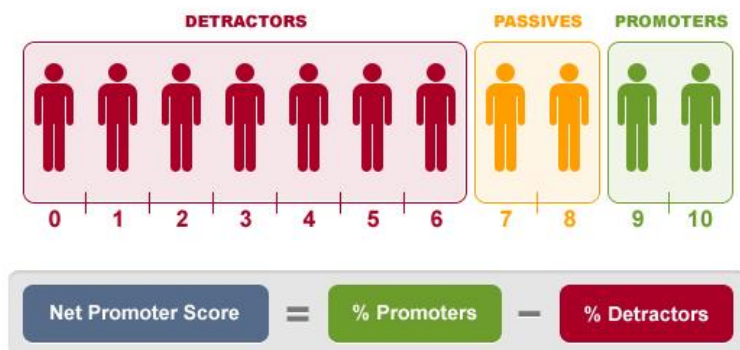 DETRACTORS PASSIVES PROMOTERS
0 1 2 3 4 5 6 7 8 9 10
Net Promoter Score = % Promoters − % Detractors